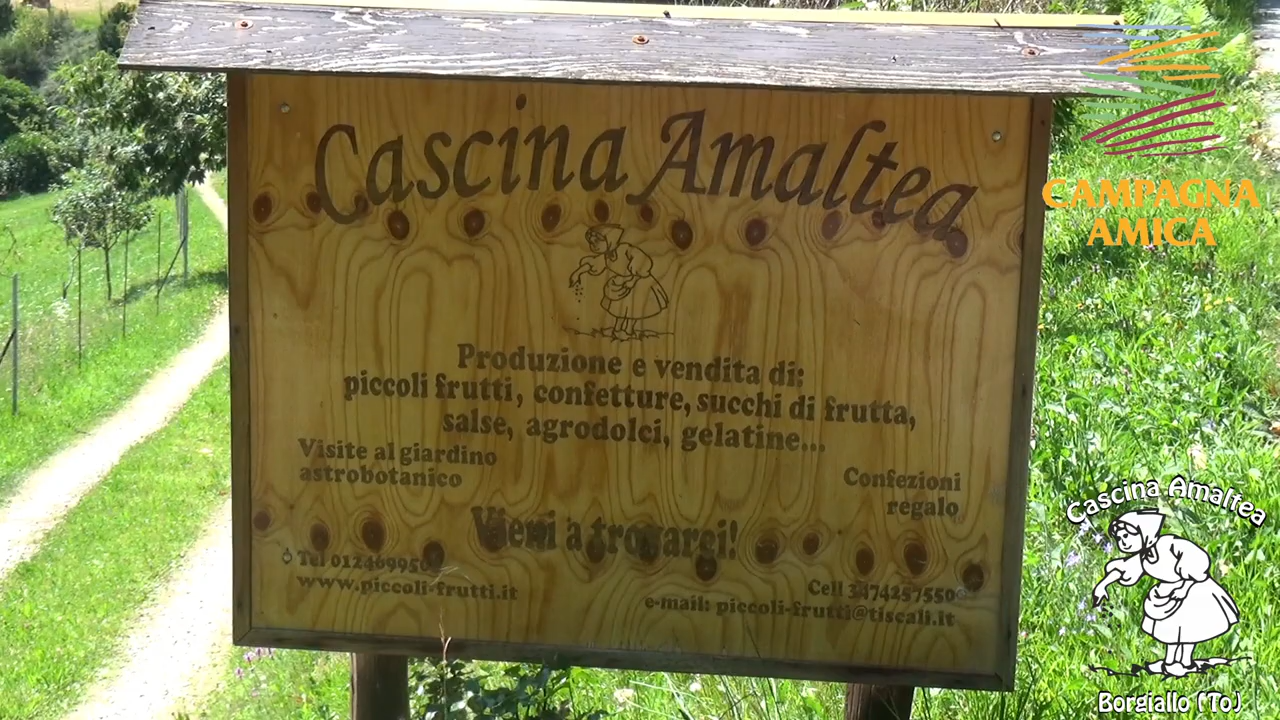 Cascina Amaltea
Produzione e vendita di:
piccoli frutti, confetture, succhi di frutta,
salse, agrodolci, gelatine...
Visite al giardino
astrobotanico
Confezioni
regalo
Vieni a trovarci!
Tel
www.piccoli-frutti.it
Cell 3474257550
e-mail: piccoli-frutti@tiscali.it
CAMPAGNA
AMICA
Cascina Amaltea
Borgiallo (To)